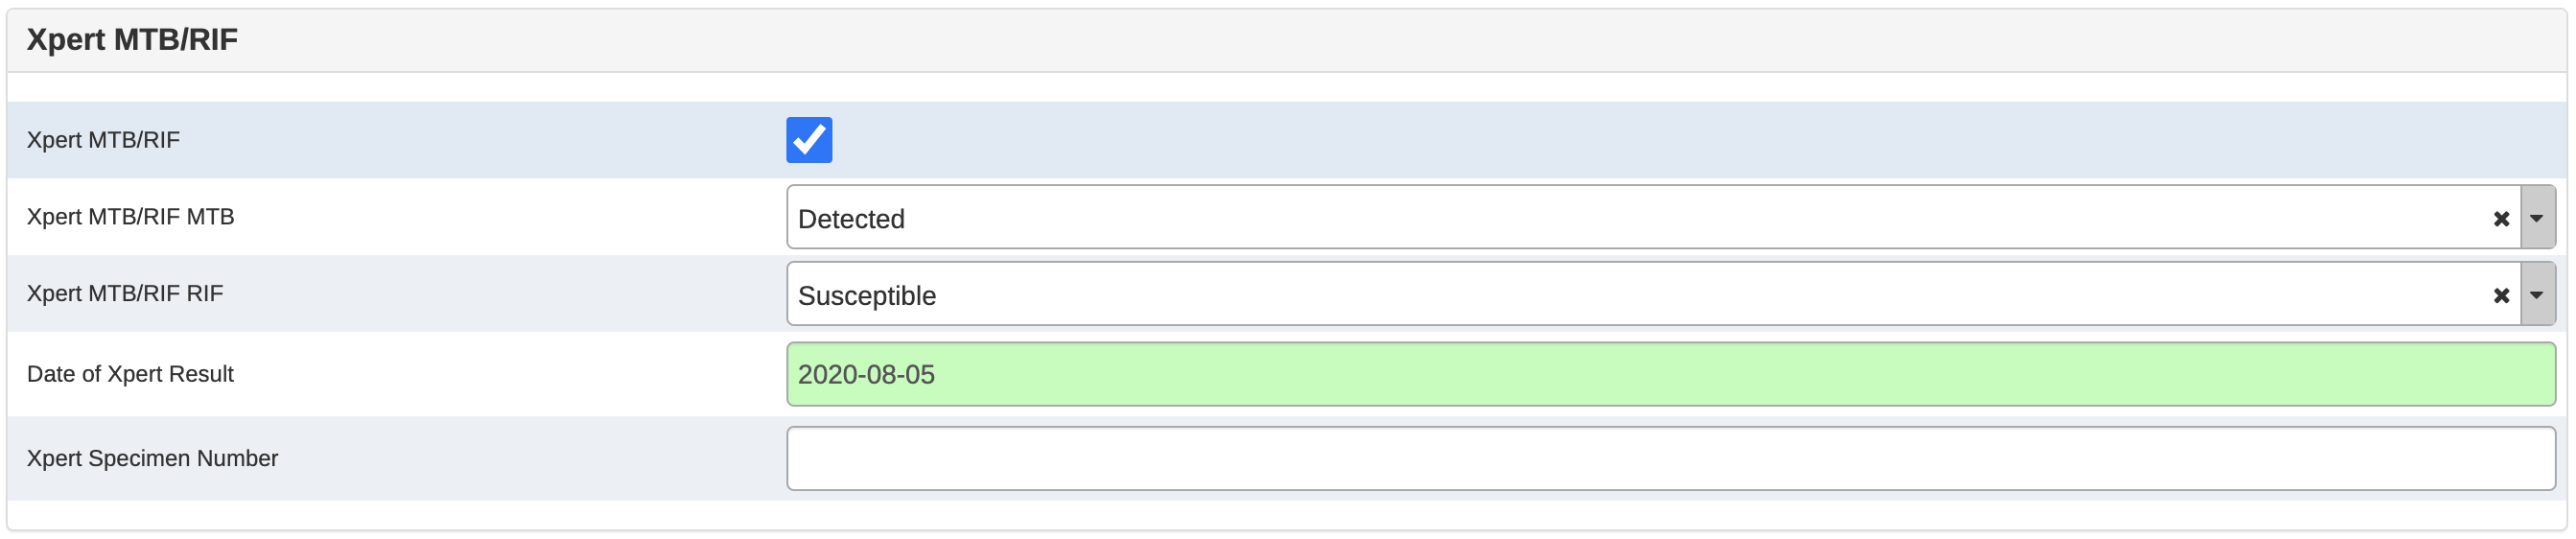 Xpert MTB/RIF
Xpert MTB/RIF
Xpert MTB/RIF MTB
Detected
Xpert MTB/RIF RIF
Susceptible
Date of Xpert Result
2020-08-05
Xpert Specimen Number